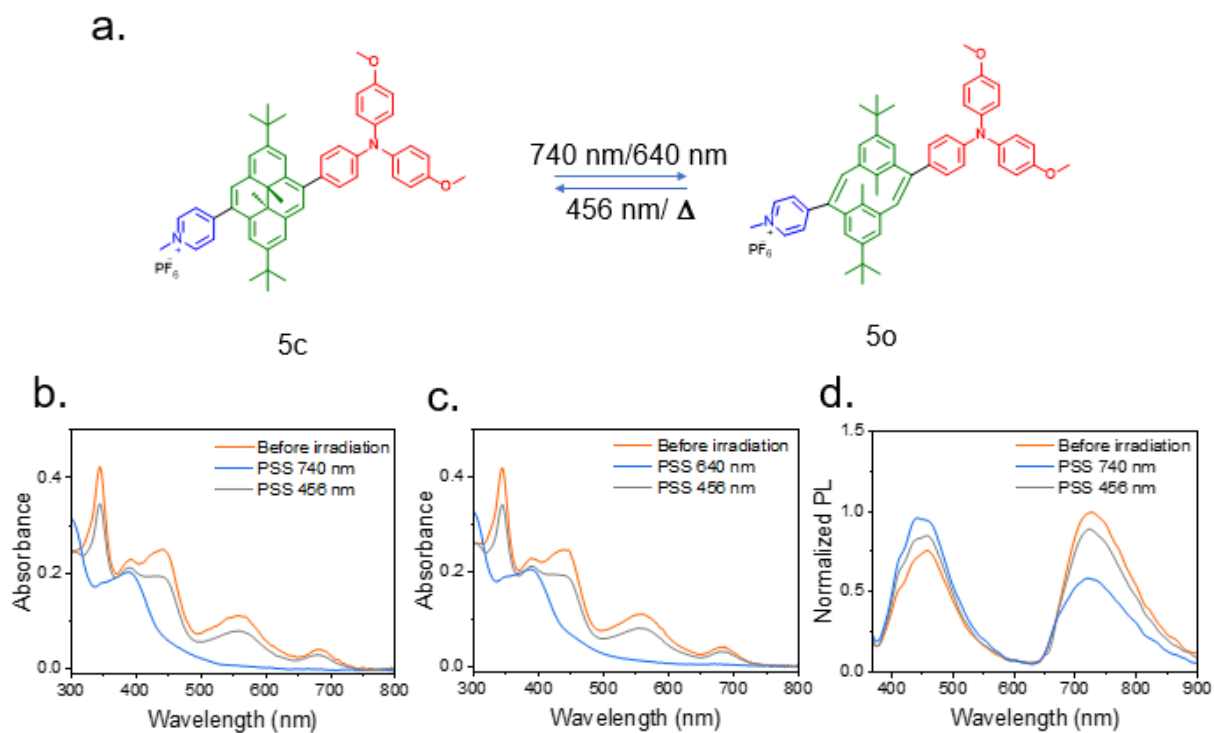 a.
O
N
O
N
+
PF6
-
740 nm/640 nm
456 nm/ Δ
O
N
O
N
+
PF6
-
5c
5o
b.
c.
d.
Before irradiation
PSS 740 nm
PSS 456 nm
Absorbance
0.4
0.2
0.0
300 400 500 600 700 800
Wavelength (nm)
Before irradiation
PSS 640 nm
PSS 456 nm
Absorbance
0.4
0.2
0.0
300 400 500 600 700 800
Wavelength (nm)
Before irradiation
PSS 740 nm
PSS 456 nm
Normalized PL
1.5
1.0
0.5
0.0
400 500 600 700 800 900
Wavelength (nm)